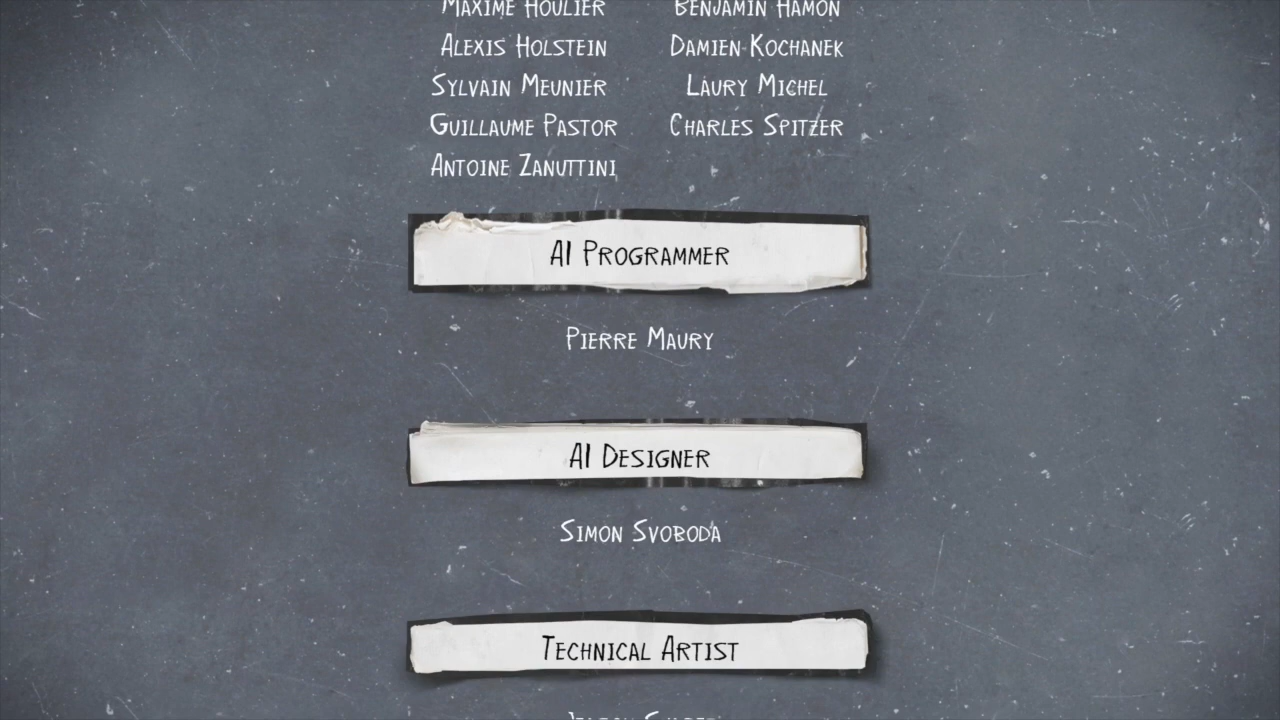 Maxime Houlier Benjamin Hamon
Alexis Holstein Damien Kochanek
Sylvain Meunier Laury Michel
Guillaume Pastor Charles Spitzer
Antoine Zanuttini
AI Programmer
Pierre Maury
AI Designer
Simon Svoboda
Technical Artist